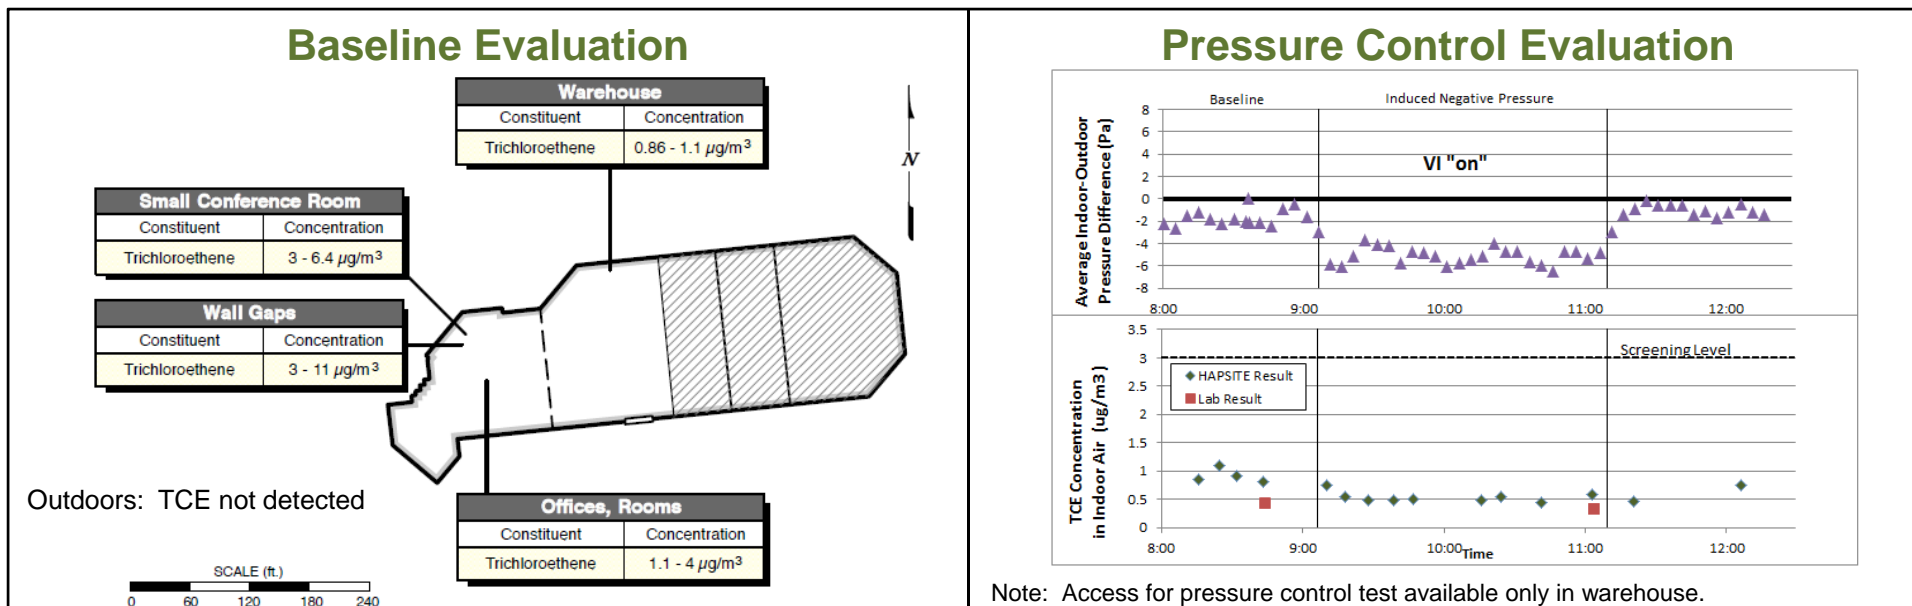 Baseline Evaluation
Warehouse
Constituent Concentration
Trichloroethene 0.86 - 1.1 µg/m³
N
Small Conference Room
Constituent Concentration
Trichloroethene 3 - 6.4 µg/m³
Wall Gaps
Constituent Concentration
Trichloroethene 3 - 11 µg/m³
Outdoors: TCE not detected
Offices, Rooms
Constituent Concentration
Trichloroethene 1.1 - 4 µg/m³
SCALE (ft.)
0 60 120 180 240
Pressure Control Evaluation
Baseline Induced Negative Pressure
Average Indoor-Outdoor
Pressure Difference (Pa)
8
6
4
2
0
-2
-4
-6
-8
VI "on"
8:00 9:00 10:00 11:00 12:00
TCE Concentration
in Indoor Air (ug/m3)
3.5
3
2.5
2
1.5
1
0.5
0
Screening Level
HAPSITE Result
Lab Result
8:00 9:00 10:00 11:00 12:00
Time
Note: Access for pressure control test available only in warehouse.